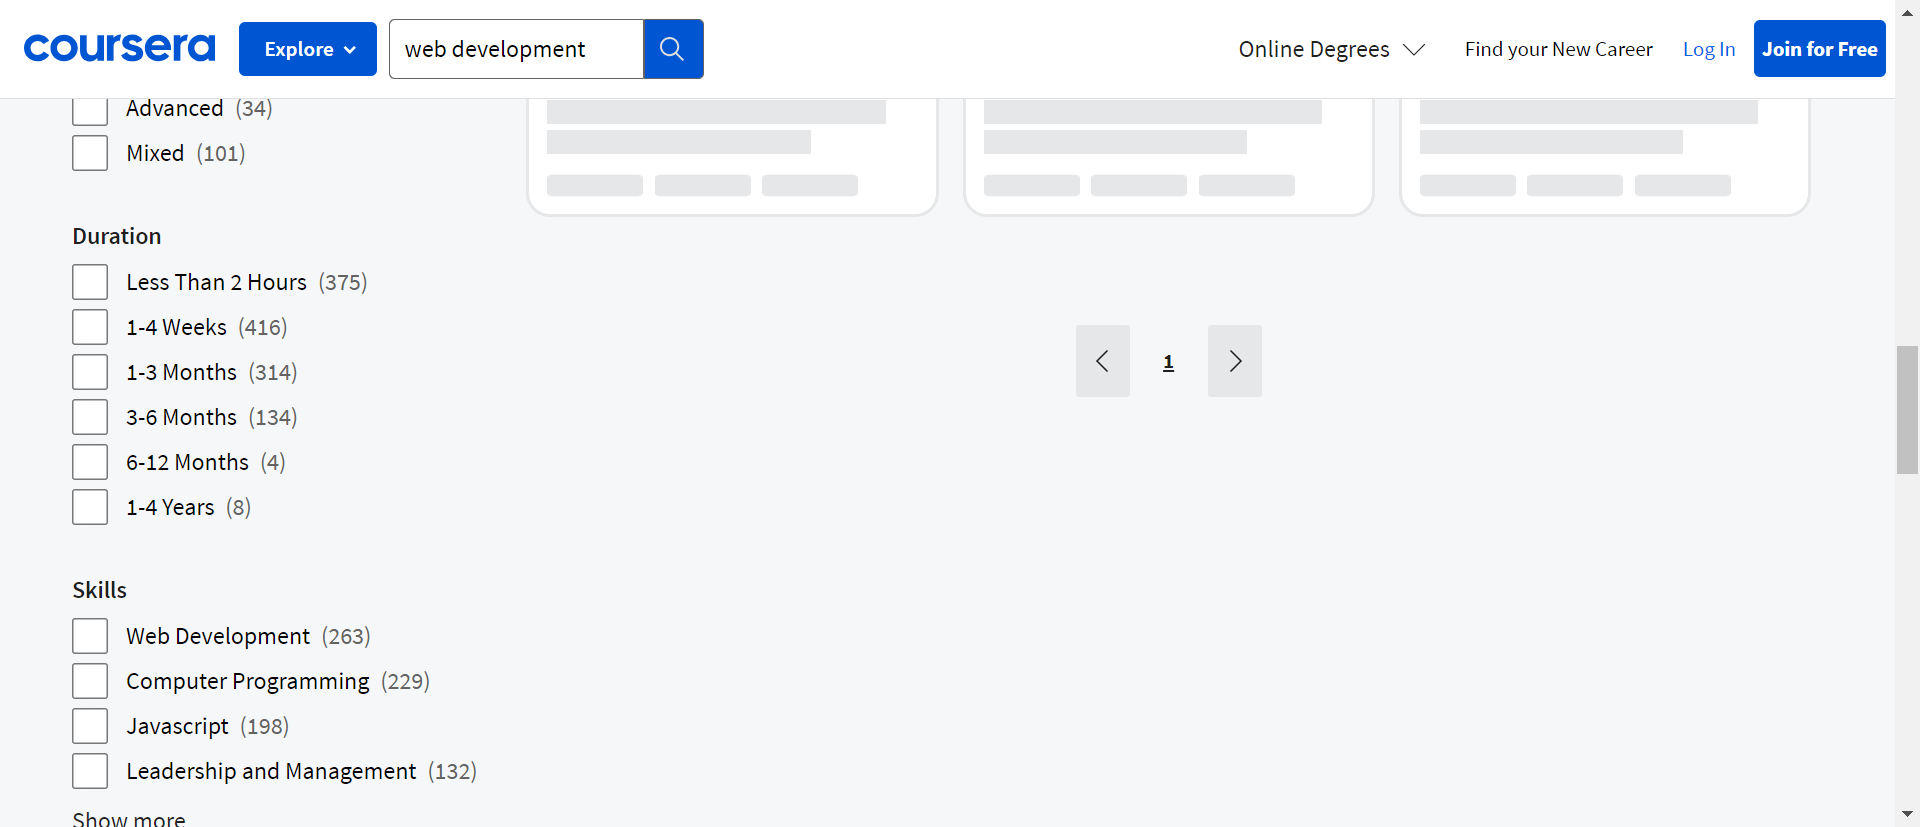 coursera
Explore
web development
Online Degrees
Find your New Career
Log In
Join for Free
Advanced (34)
Mixed (101)
Duration
Less Than 2 Hours (375)
1-4 Weeks (416)
1-3 Months (314)
3-6 Months (134)
6-12 Months (4)
1-4 Years (8)
1
Skills
Web Development (263)
Computer Programming (229)
Javascript (198)
Leadership and Management (132)
Show more